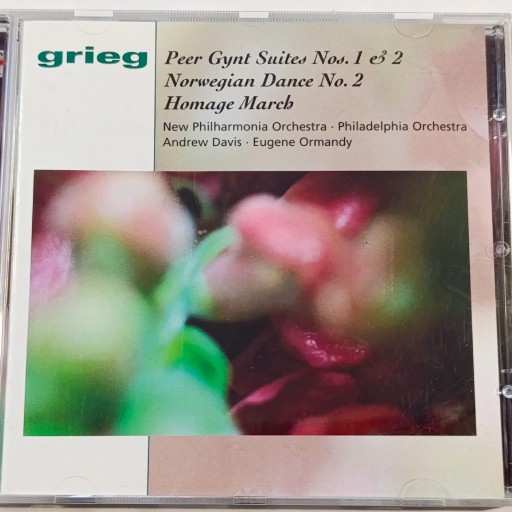 grieg
Peer Gynt Suites Nos. 1 & 2
Norwegian Dance No. 2
Homage March
New Philharmonia Orchestra · Philadelphia Orchestra
Andrew Davis · Eugene Ormandy